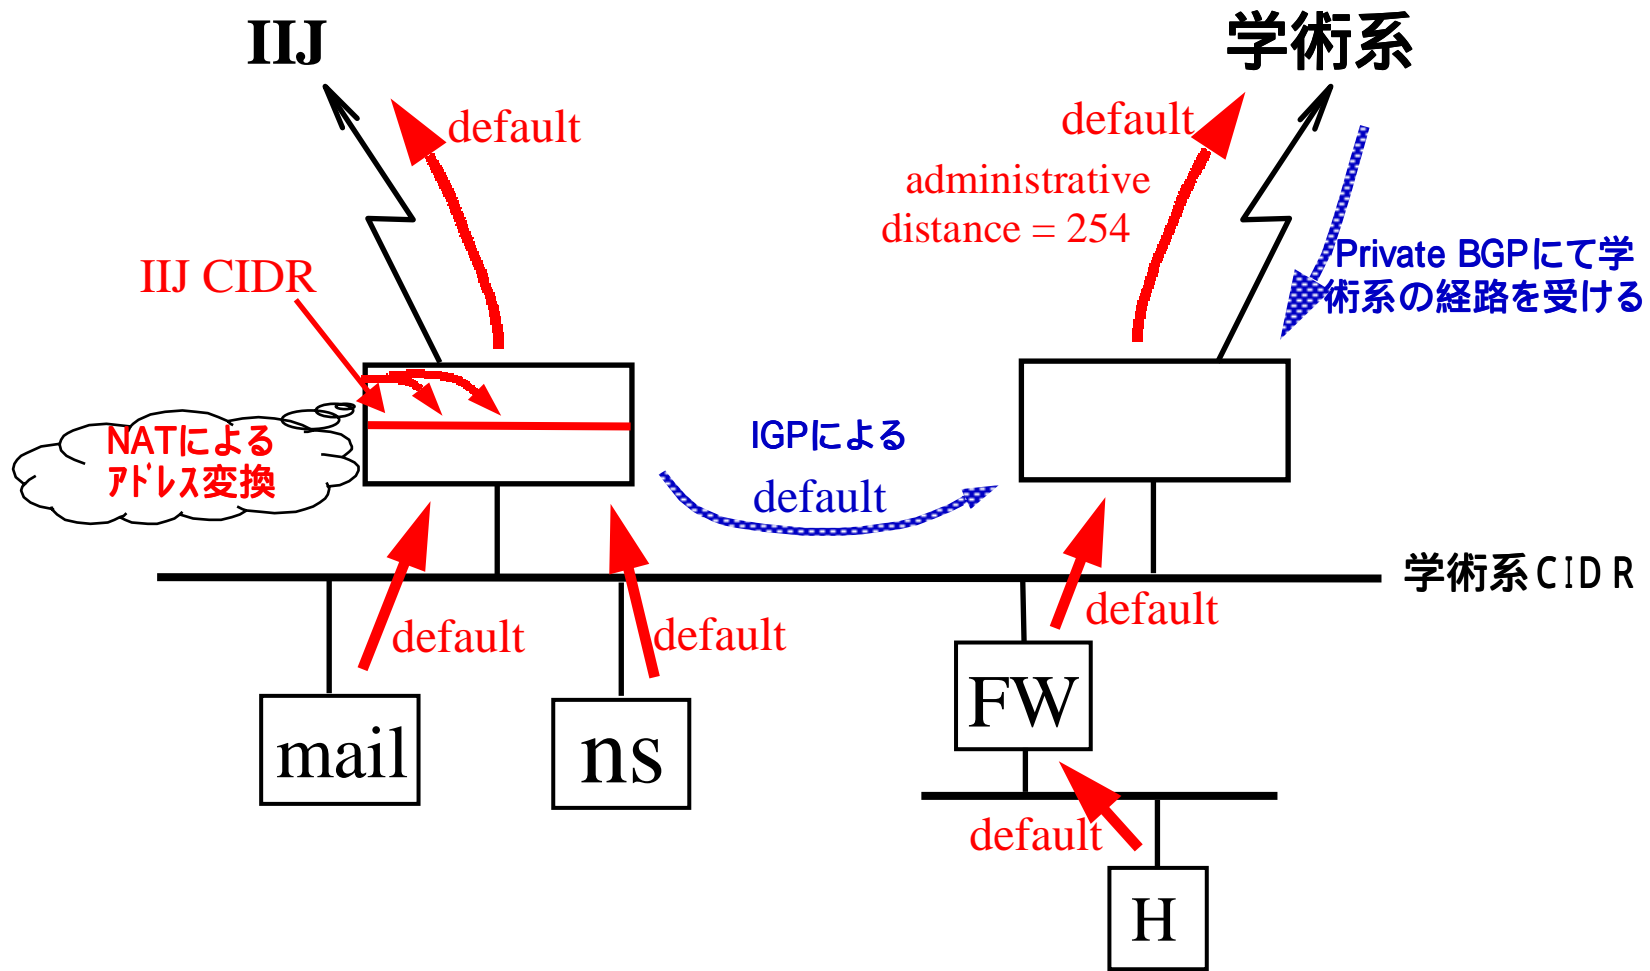 IIJ
学術系
default
default
administrative
distance = 254
Private BGPにて学
術系の経路を受ける
IIJ CIDR
NATによる
ｱﾄﾞﾚｽ変換
IGPによる
default
学術系CIDR
default
default
default
FW
mail
ns
default
H